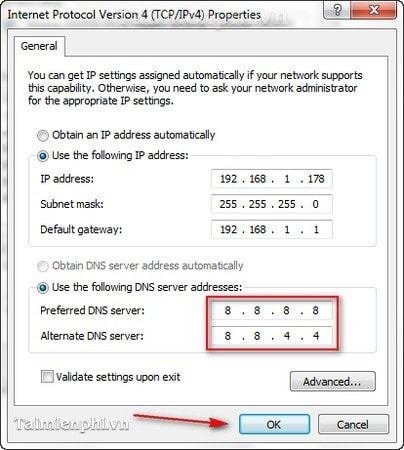 Internet Protocol Version 4 (TCP/IPv4) Properties
General
You can get IP settings assigned automatically if your network supports
this capability. Otherwise, you need to ask your network administrator
for the appropriate IP settings.
Obtain an IP address automatically
Use the following IP address:
IP address: 192 . 168 . 1 . 178
Subnet mask: 255 . 255 . 255 . 0
Default gateway: 192 . 168 . 1 . 1
Obtain DNS server address automatically
Use the following DNS server addresses:
Preferred DNS server: 8 . 8 . 8 . 8
Alternate DNS server: 8 . 8 . 4 . 4
Validate settings upon exit
Advanced...
Taimienphi.vn
OK Cancel